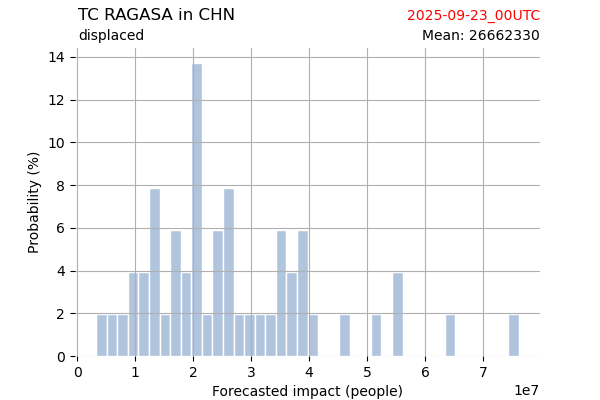 TC RAGASA in CHN
2025-09-23_00UTC
displaced
Mean: 26662330
Probability (%)
14
12
10
8
6
4
2
0
0 1 2 3 4 5 6 7
1e7
Forecasted impact (people)